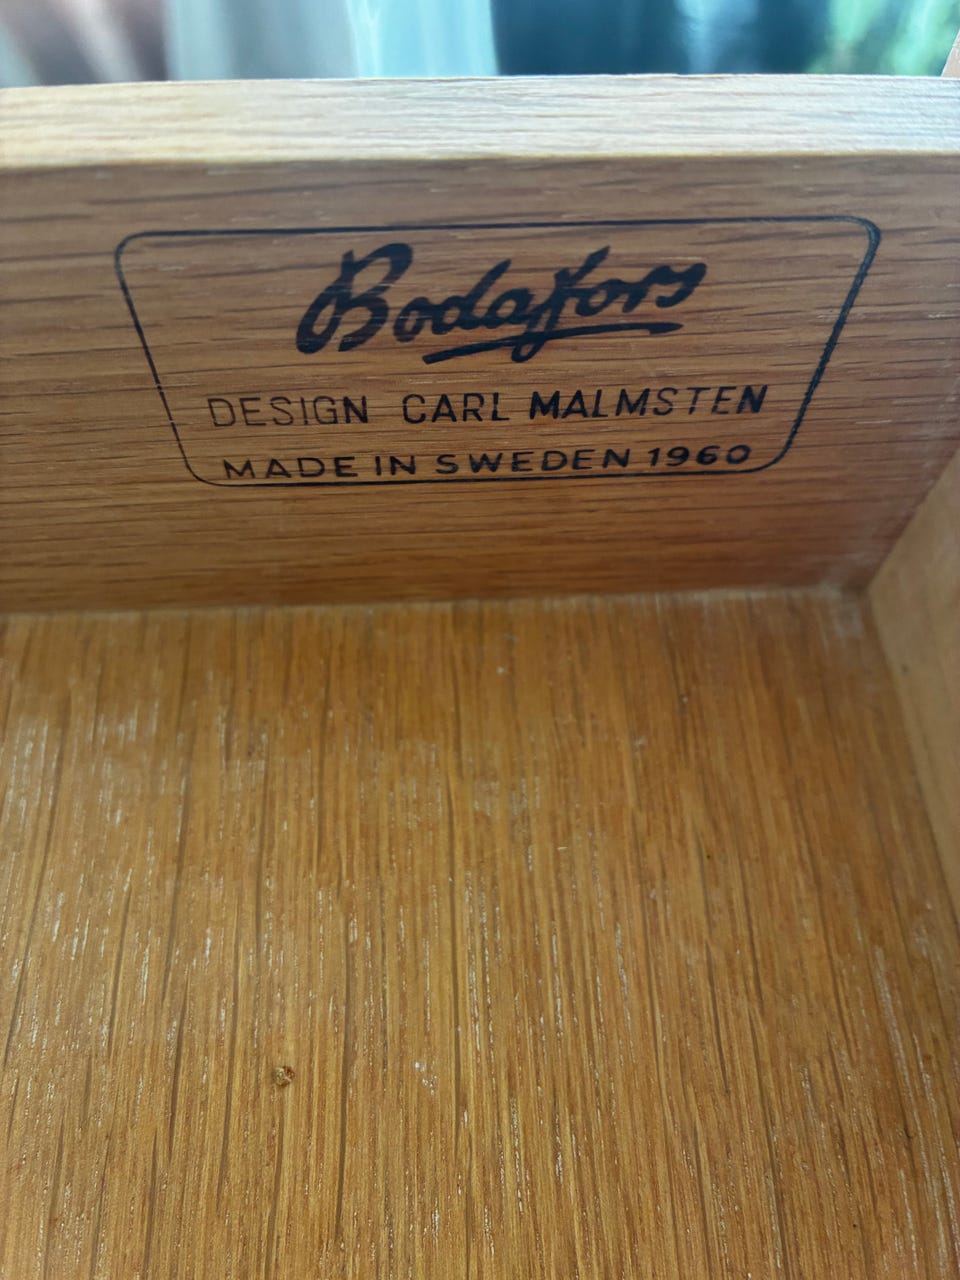 Bodafors
DESIGN CARL MALMSTEN
MADE IN SWEDEN 1960